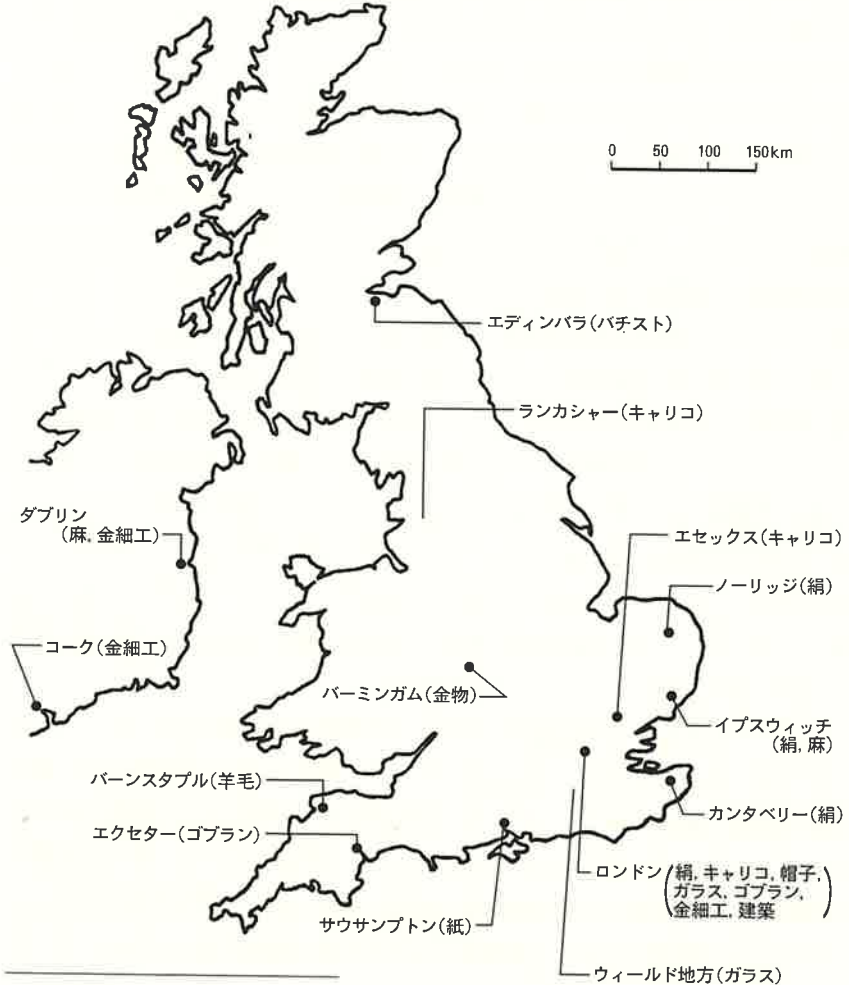 0 50 100 150km
エディンバラ(バチスト)
ランカシャー(キャリコ)
ダブリン
(麻, 金細工)
エセックス(キャリコ)
ノーリッジ(絹)
コーク(金細工)
バーミンガム(金物)
イプスウィッチ
(絹, 麻)
バーンスタプル(羊毛)
カンタベリー(絹)
エクセター(ゴブラン)
ロンドン(絹, キャリコ, 帽子,
ガラス, ゴブラン,
金細工, 建築)
サウサンプトン(紙)
ウィールド地方(ガラス)